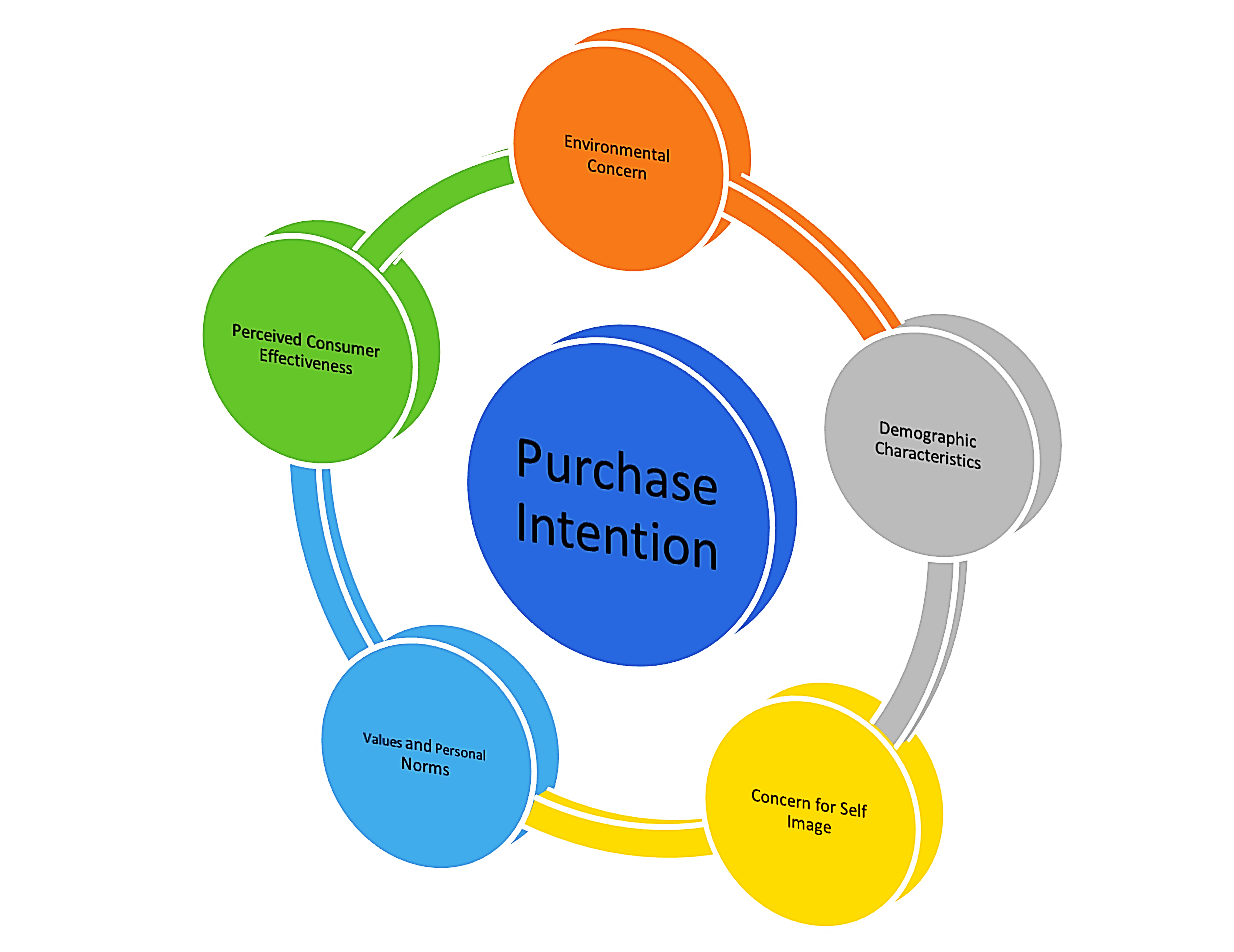 Environmental
Concern
Perceived Consumer
Effectiveness
Demographic
Characteristics
Purchase
Intention
Values and Personal
Norms
Concern for Self
Image